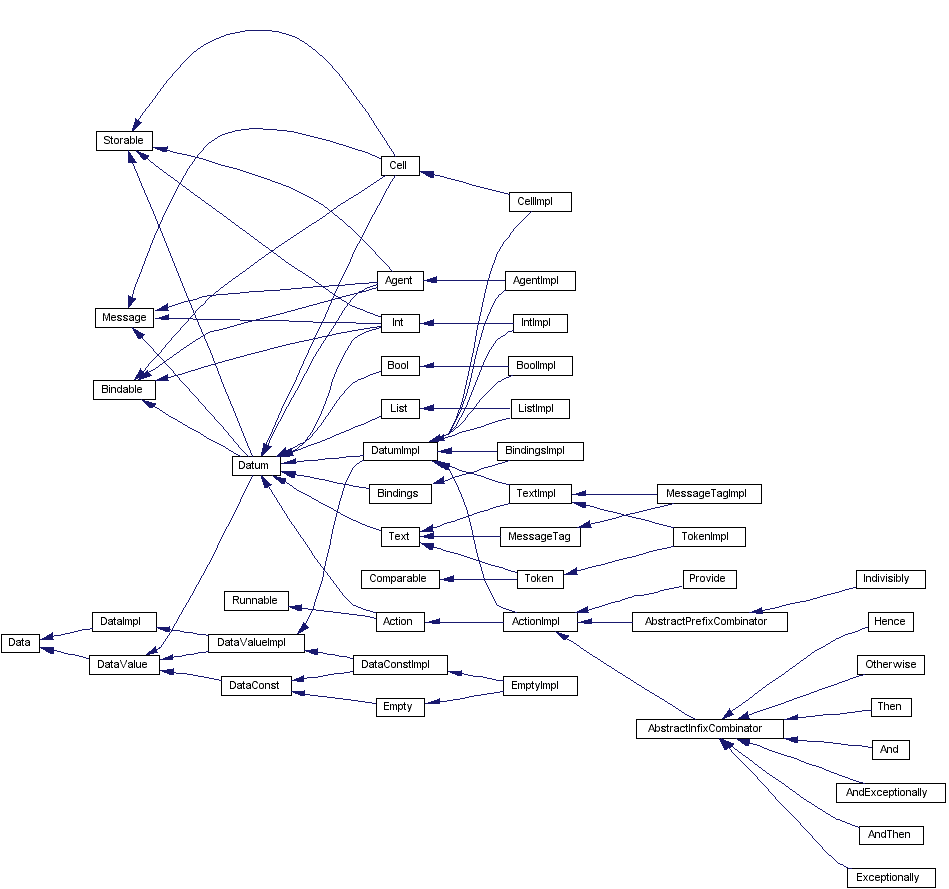 Storable
Cell
CellImpl
Agent
AgentImpl
Message
Int
IntImpl
Bool
BoolImpl
Bindable
List
ListImpl
DatumImpl
BindingsImpl
Datum
Bindings
TextImpl
MessageTagImpl
Text
MessageTag
TokenImpl
Comparable
Token
Provide
Indivisibly
Runnable
DataImpl
Action
ActionImpl
AbstractPrefixCombinator
Hence
Data
DataValueImpl
DataValue
DataConstImpl
Otherwise
DataConst
EmptyImpl
Empty
Then
AbstractInfixCombinator
And
AndExceptionally
AndThen
Exceptionally